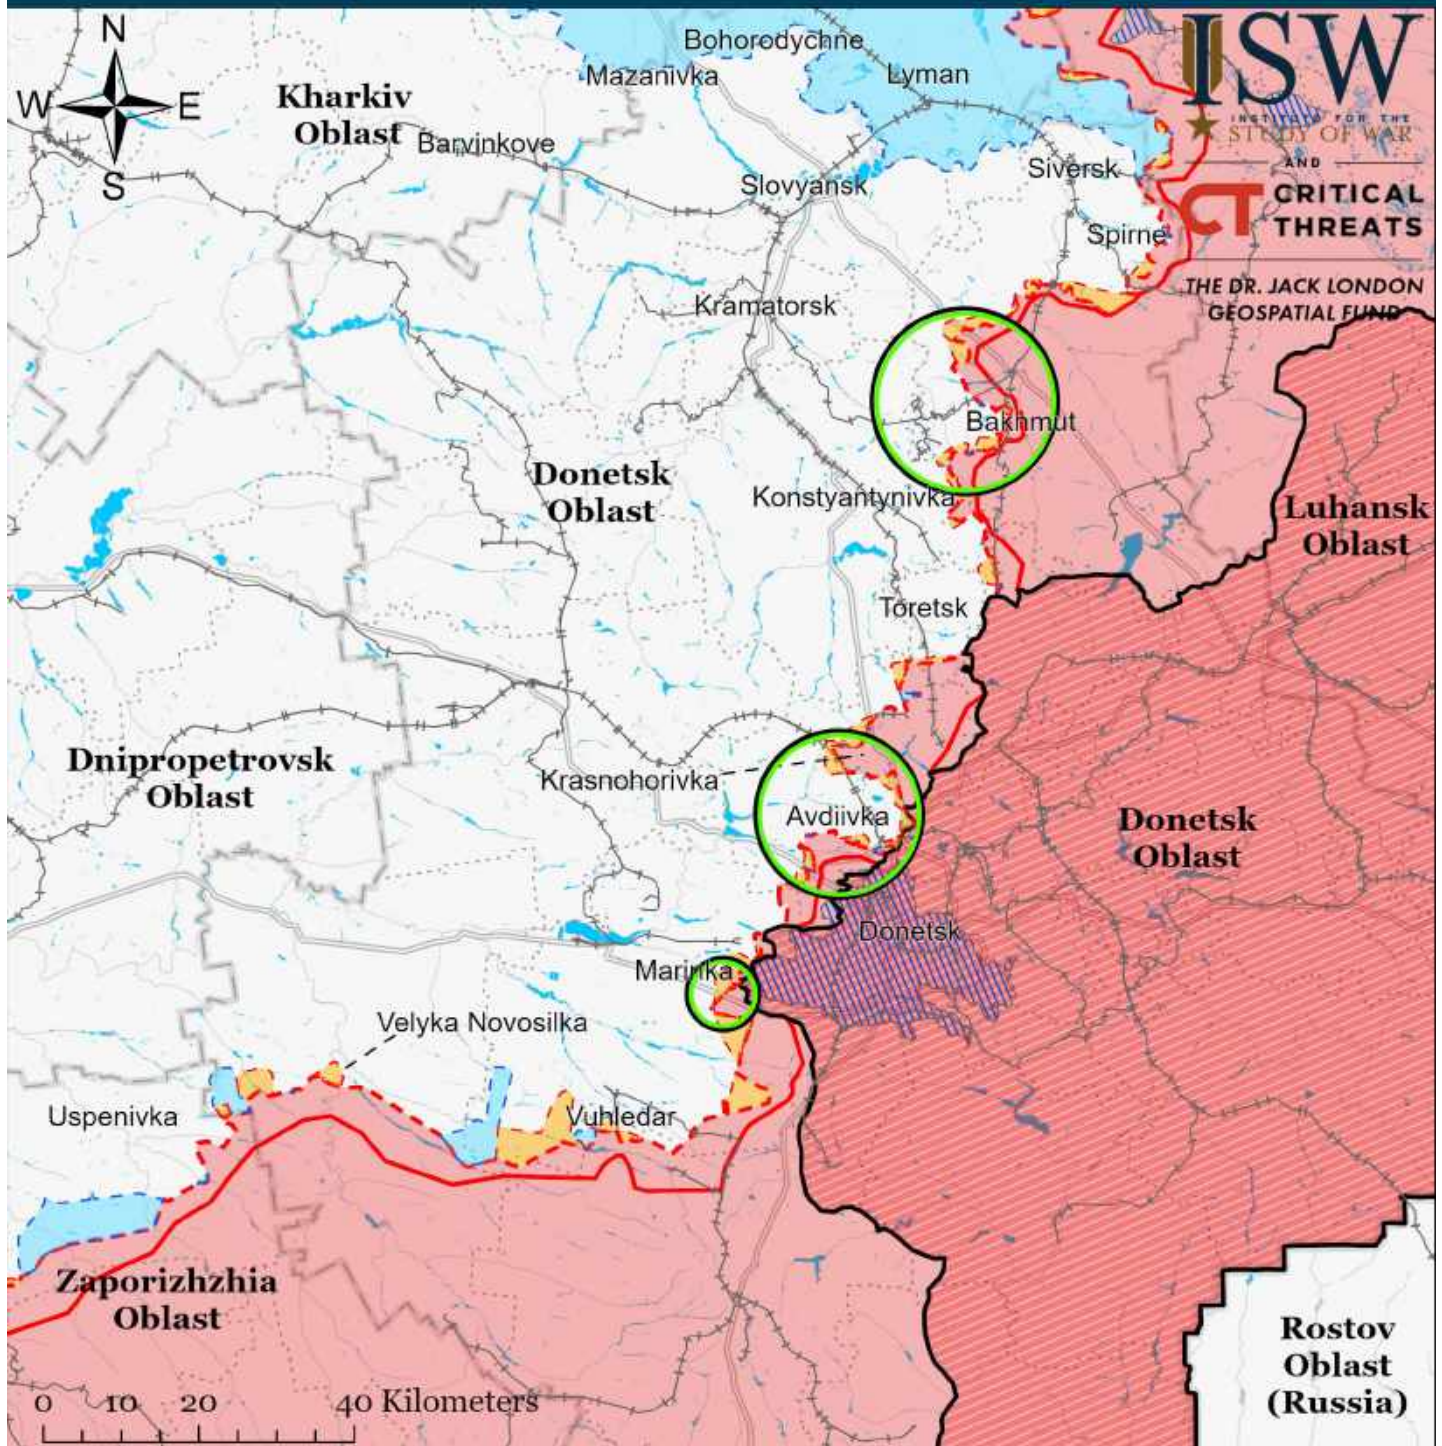 N
W E
S
Kharkiv
Oblast
Barvinkove
Bohorodychne
Mazanivka
Lyman
ISW
INSTITUTE FOR THE
STUDY OF WAR
AND
CT CRITICAL
THREATS
THE DR. JACK LONDON
GEOSPATIAL FUND
Siversk
Slovyansk
Spirne
Kramatorsk
Bakhmut
Donetsk
Oblast
Konstyantynivka
Luhansk
Oblast
Toretsk
Dnipropetrovsk
Oblast
Krasnohorivka
Avdiivka
Donetsk
Oblast
Donetsk
Marinka
Velyka Novosilka
Uspenivka
Vuhledar
Zaporizhzhia
Oblast
Rostov
Oblast
(Russia)
0 10 20 40 Kilometers